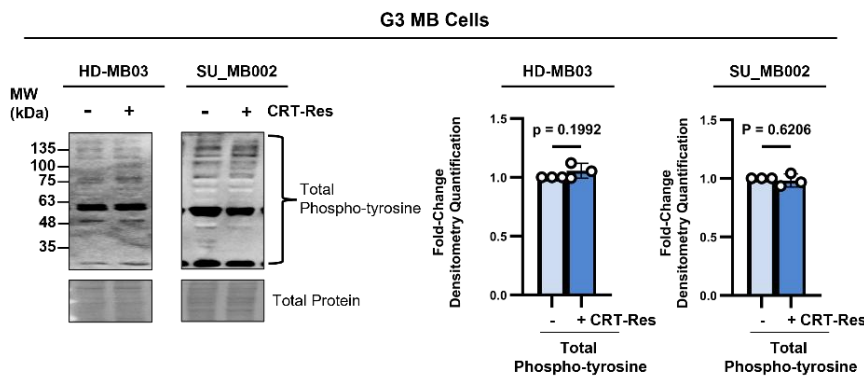 G3 MB Cells
HD-MB03
SU_MB002
MW
(kDa)
- +
- + CRT-Res
135
100
75
63
48
35
Total
Phospho-tyrosine
Total Protein
HD-MB03
Fold-Change
Densitometry Quantification
1.5
1.0
0.5
0.0
p = 0.1992
- + CRT-Res
Total
Phospho-tyrosine
SU_MB002
Fold-Change
Densitometry Quantification
1.5
1.0
0.5
0.0
P = 0.6206
- + CRT-Res
Total
Phospho-tyrosine